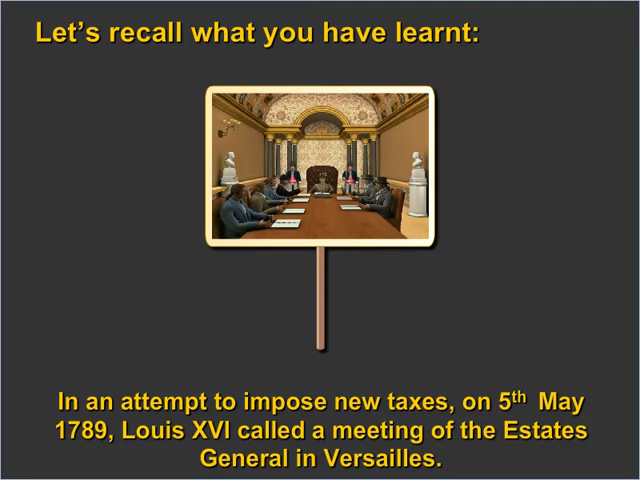 Let’s recall what you have learnt:
In an attempt to impose new taxes, on 5th May
1789, Louis XVI called a meeting of the Estates
General in Versailles.